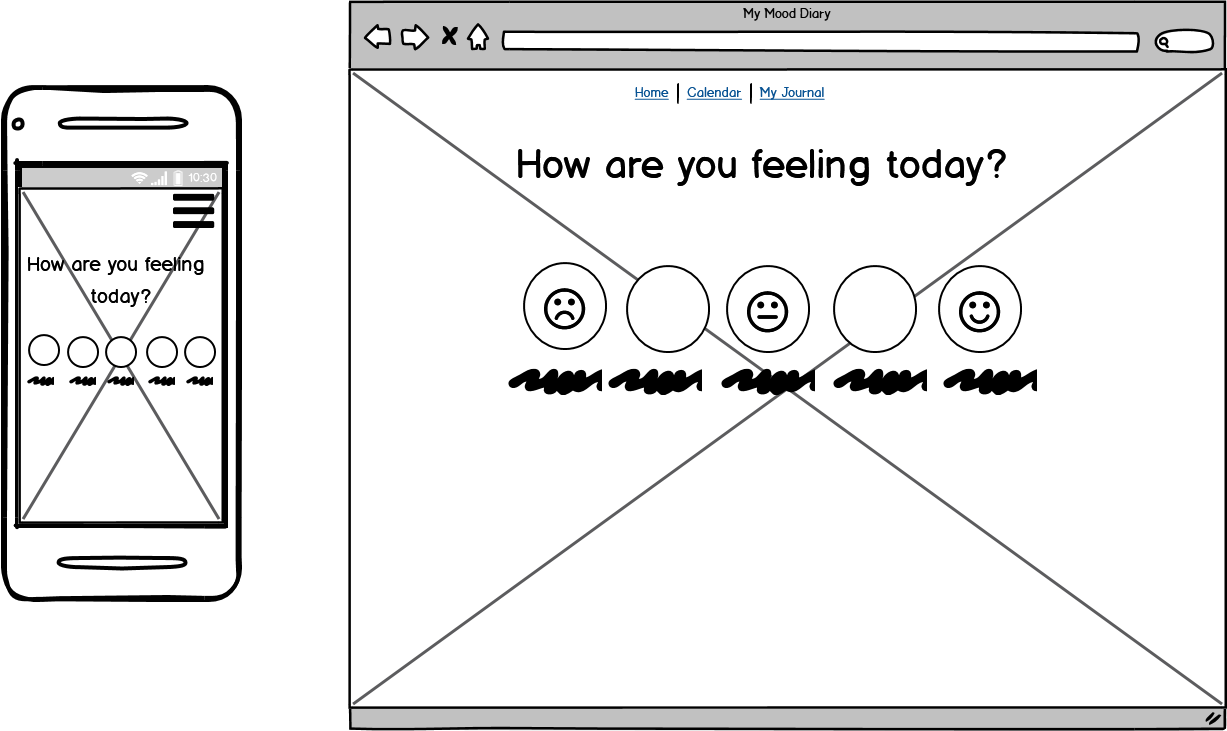 10:30
How are you feeling
today?
My Mood Diary
Home | Calendar | My Journal
How are you feeling today?